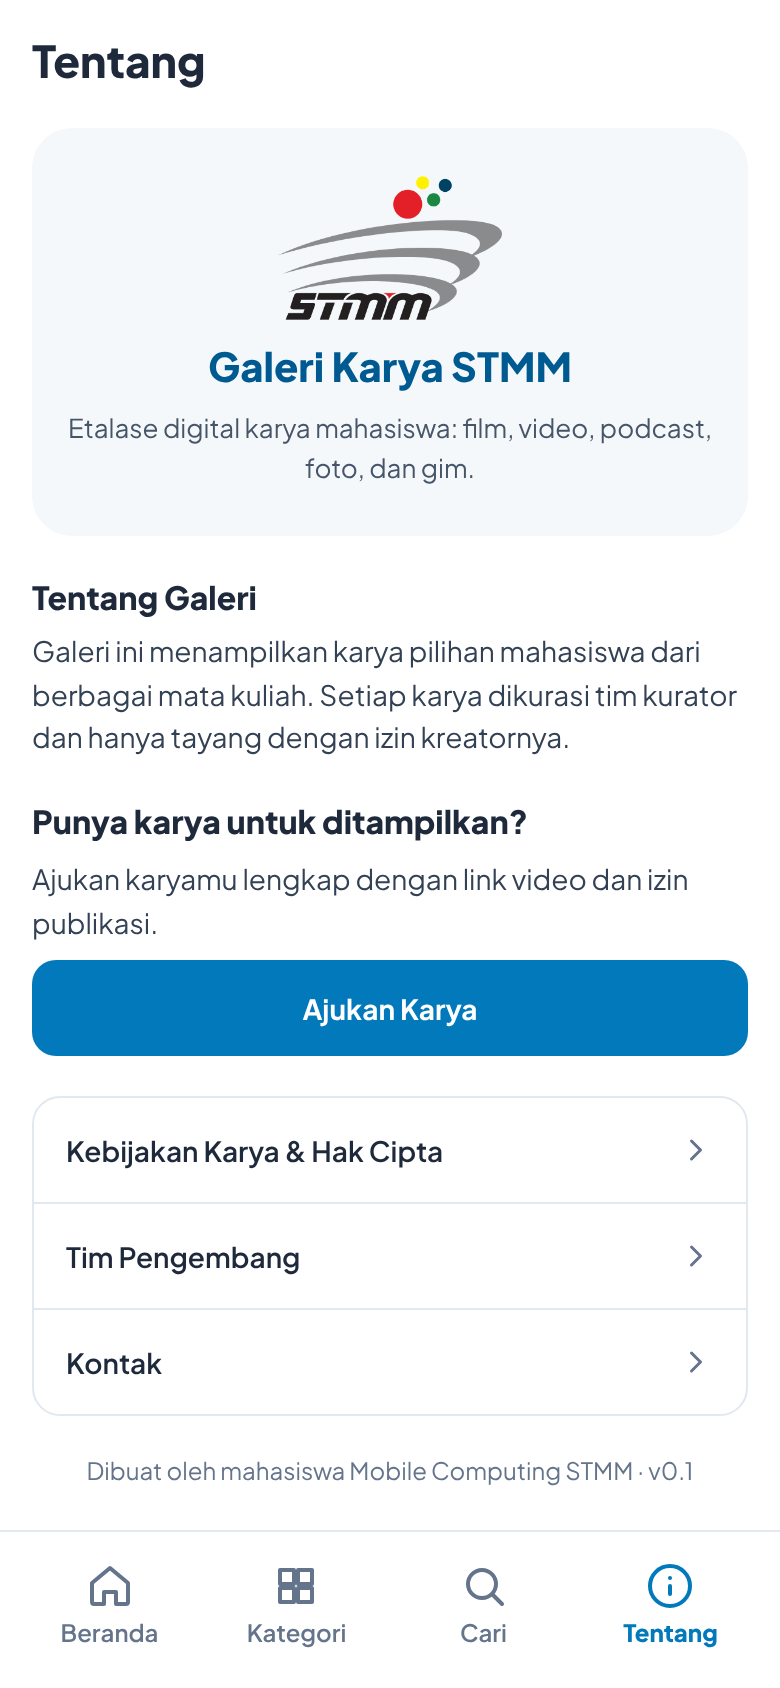 Tentang
STMM
Galeri Karya STMM
Etalase digital karya mahasiswa: film, video, podcast,
foto, dan gim.
Tentang Galeri
Galeri ini menampilkan karya pilihan mahasiswa dari
berbagai mata kuliah. Setiap karya dikurasi tim kurator
dan hanya tayang dengan izin kreatornya.
Punya karya untuk ditampilkan?
Ajukan karyamu lengkap dengan link video dan izin
publikasi.
Ajukan Karya
Kebijakan Karya & Hak Cipta
Tim Pengembang
Kontak
Dibuat oleh mahasiswa Mobile Computing STMM · v0.1
Beranda
Kategori
Cari
Tentang